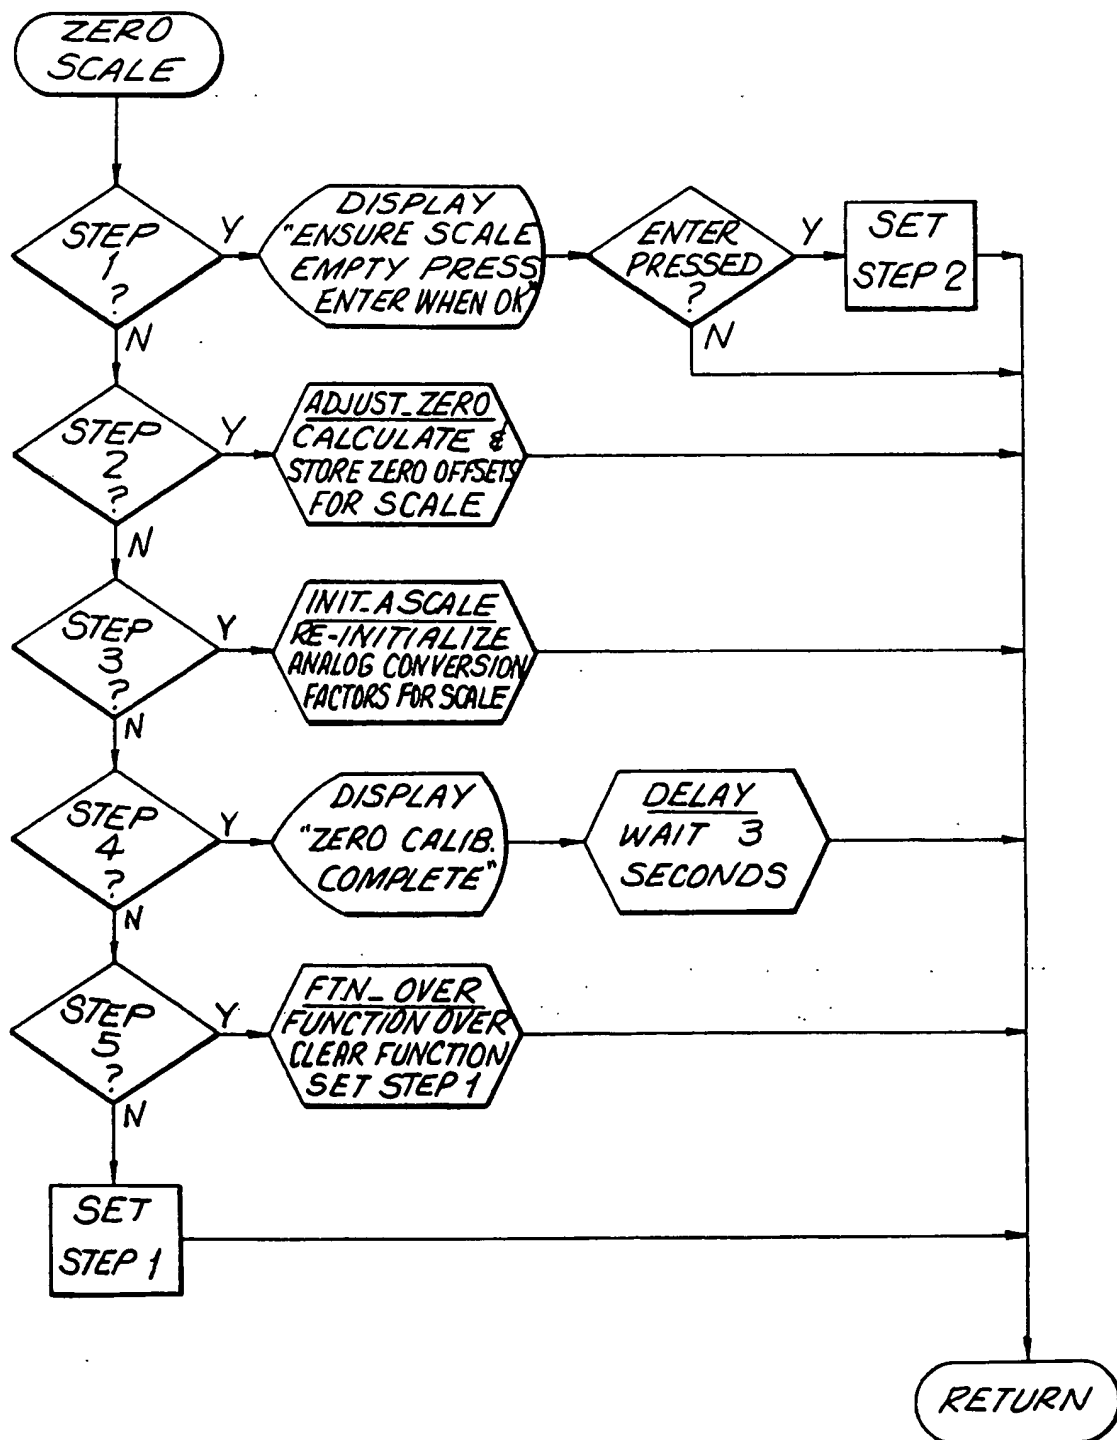 ZERO
SCALE
STEP
1
?
Y
N
DISPLAY
"ENSURE SCALE
EMPTY PRESS
ENTER WHEN OK"
ENTER
PRESSED
?
Y
N
SET
STEP 2
STEP
2
?
Y
N
ADJUST_ZERO
CALCULATE &
STORE ZERO OFFSETS
FOR SCALE
STEP
3
?
Y
N
INIT_ASCALE
RE-INITIALIZE
ANALOG CONVERSION
FACTORS FOR SCALE
STEP
4
?
Y
N
DISPLAY
"ZERO CALIB.
COMPLETE"
DELAY
WAIT 3
SECONDS
STEP
5
?
Y
N
FTN_OVER
FUNCTION OVER
CLEAR FUNCTION
SET STEP 1
SET
STEP 1
RETURN